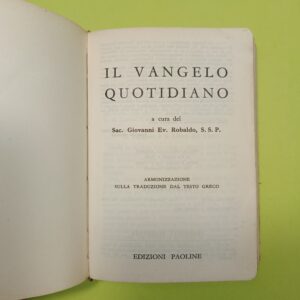 IL VANGELO
QUOTIDIANO
a cura del
Sac. Giovanni Ev. Robaldo, S. S. P.
ARMONIZZAZIONE
SULLA TRADUZIONE DAL TESTO GRECO
EDIZIONI PAOLINE